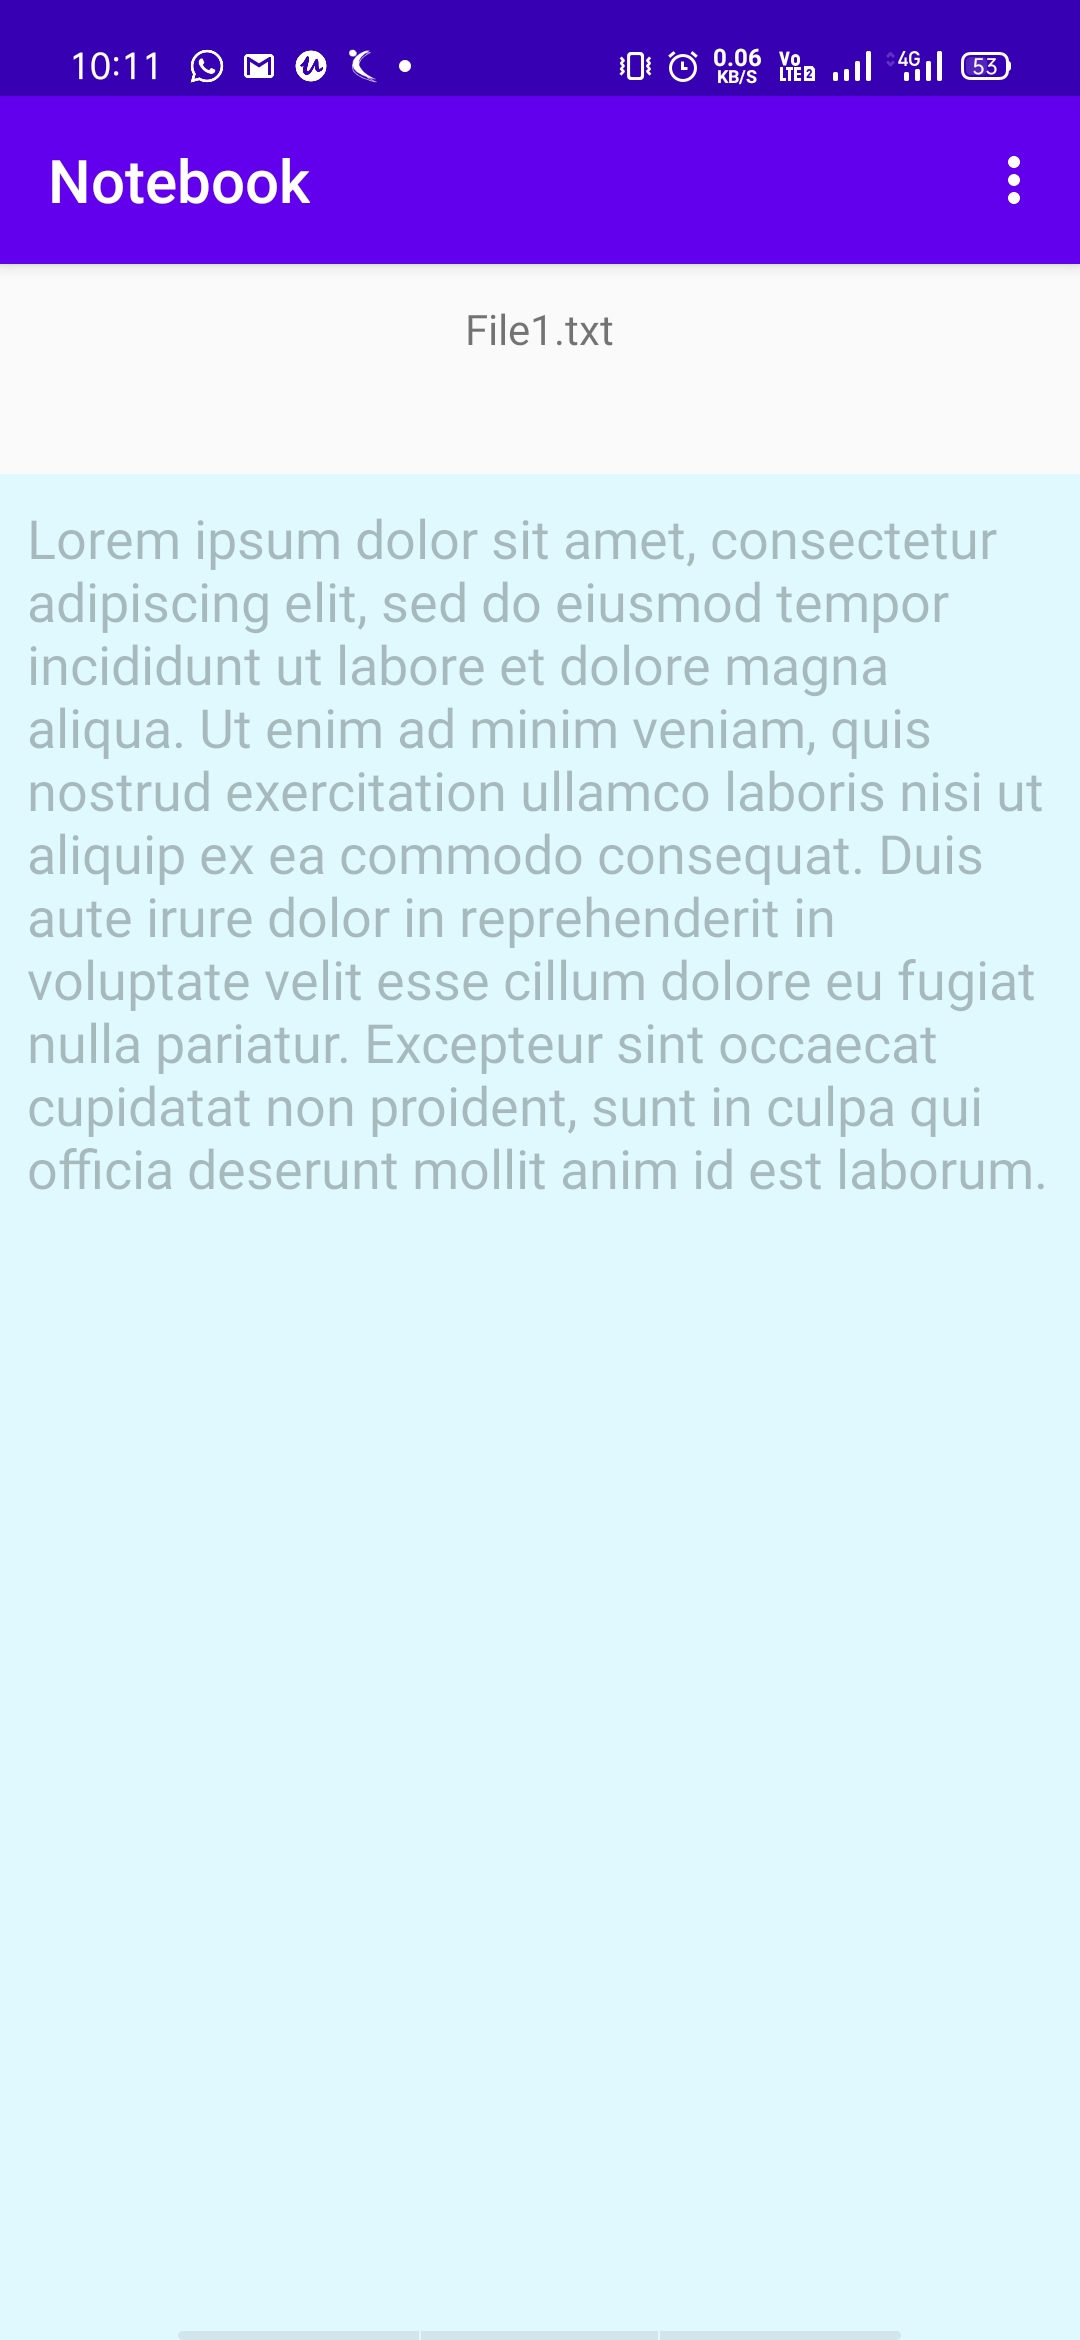 10:11 0.06 KB/S Vo LTE 2 4G 53
Notebook
File1.txt
Lorem ipsum dolor sit amet, consectetur
adipiscing elit, sed do eiusmod tempor
incididunt ut labore et dolore magna
aliqua. Ut enim ad minim veniam, quis
nostrud exercitation ullamco laboris nisi ut
aliquip ex ea commodo consequat. Duis
aute irure dolor in reprehenderit in
voluptate velit esse cillum dolore eu fugiat
nulla pariatur. Excepteur sint occaecat
cupidatat non proident, sunt in culpa qui
officia deserunt mollit anim id est laborum.